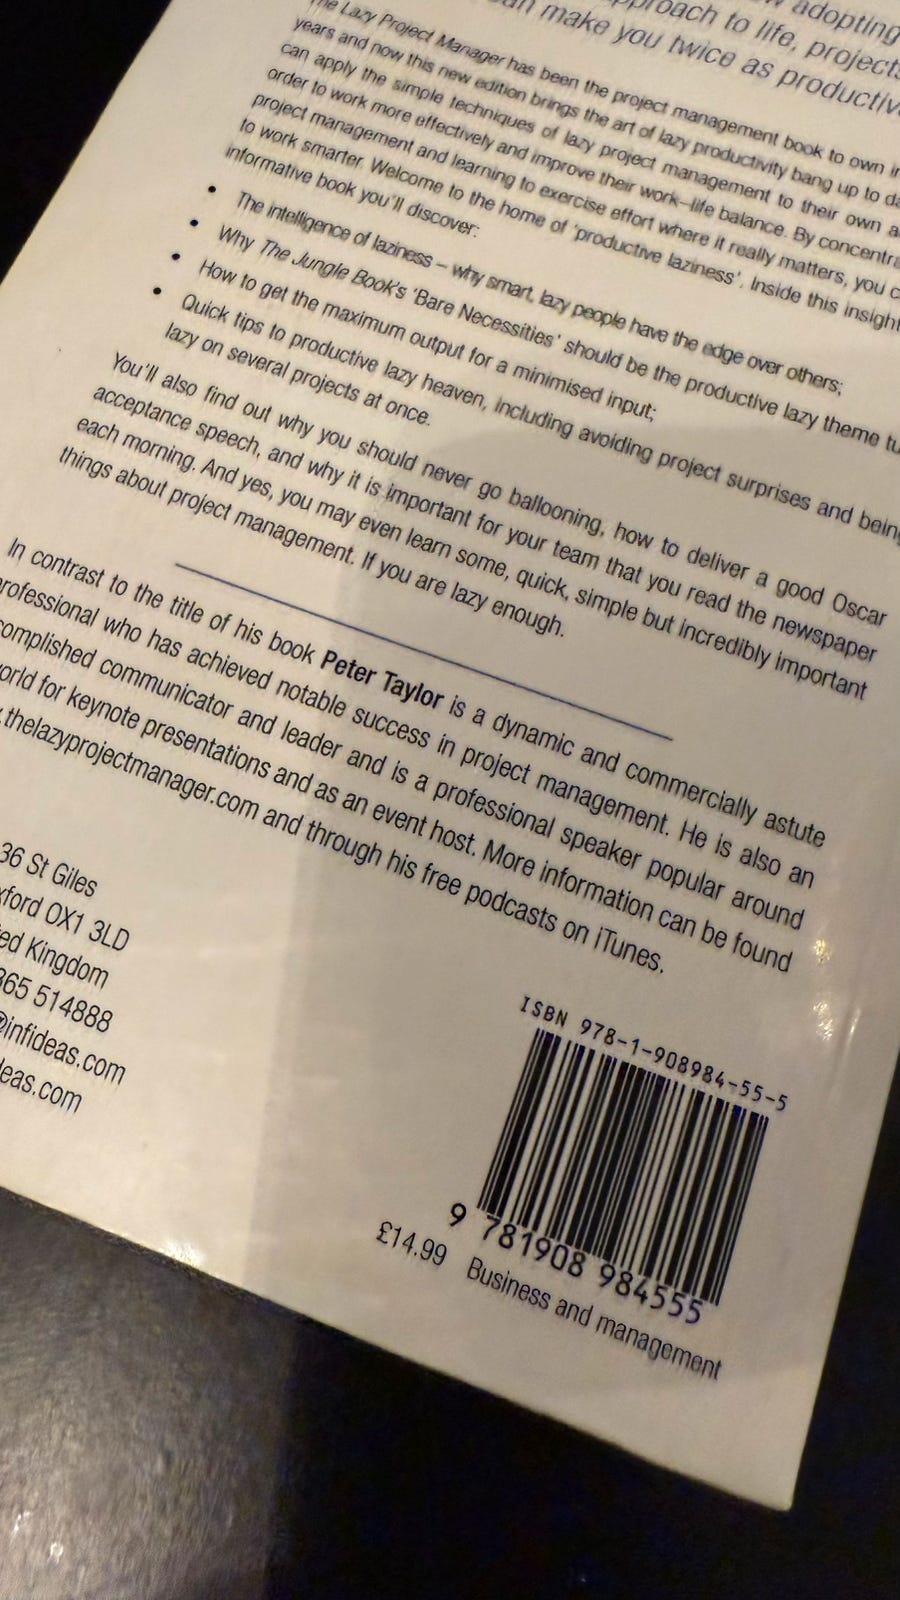 w adopting
approach to life, projects
can make you twice as productive
The Lazy Project Manager has been the project management book to own in
years and now this new edition brings the art of lazy productivity bang up to da
can apply the simple techniques of lazy project management to their own a
order to work more effectively and improve their work–life balance. By concentra
project management and learning to exercise effort where it really matters, you c
to work smarter. Welcome to the home of 'productive laziness'. Inside this insight
informative book you'll discover:
• The intelligence of laziness – why smart, lazy people have the edge over others;
• Why The Jungle Book's 'Bare Necessities' should be the productive lazy theme tu
• How to get the maximum output for a minimised input;
• Quick tips to productive lazy heaven, including avoiding project surprises and being
lazy on several projects at once.
You'll also find out why you should never go ballooning, how to deliver a good Oscar
acceptance speech, and why it is important for your team that you read the newspaper
each morning. And yes, you may even learn some, quick, simple but incredibly important
things about project management. If you are lazy enough.
In contrast to the title of his book Peter Taylor is a dynamic and commercially astute
professional who has achieved notable success in project management. He is also an
complished communicator and leader and is a professional speaker popular around
world for keynote presentations and as an event host. More information can be found
.thelazyprojectmanager.com and through his free podcasts on iTunes.
36 St Giles
xford OX1 3LD
ted Kingdom
865 514888
@infideas.com
deas.com
ISBN 978-1-908984-55-5
9 781908 984555
£14.99 Business and management